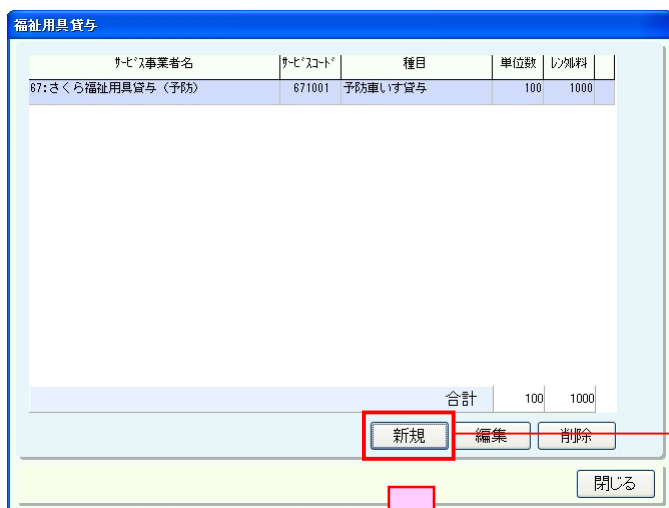 福祉用具貸与
ｻｰﾋﾞｽ事業者名 ｻｰﾋﾞｽｺｰﾄﾞ 種目 単位数 ﾚﾝﾀﾙ料
67:さくら福祉用具貸与（予防） 671001 予防車いす貸与 100 1000
合計 100 1000
新規 編集 削除
閉じる